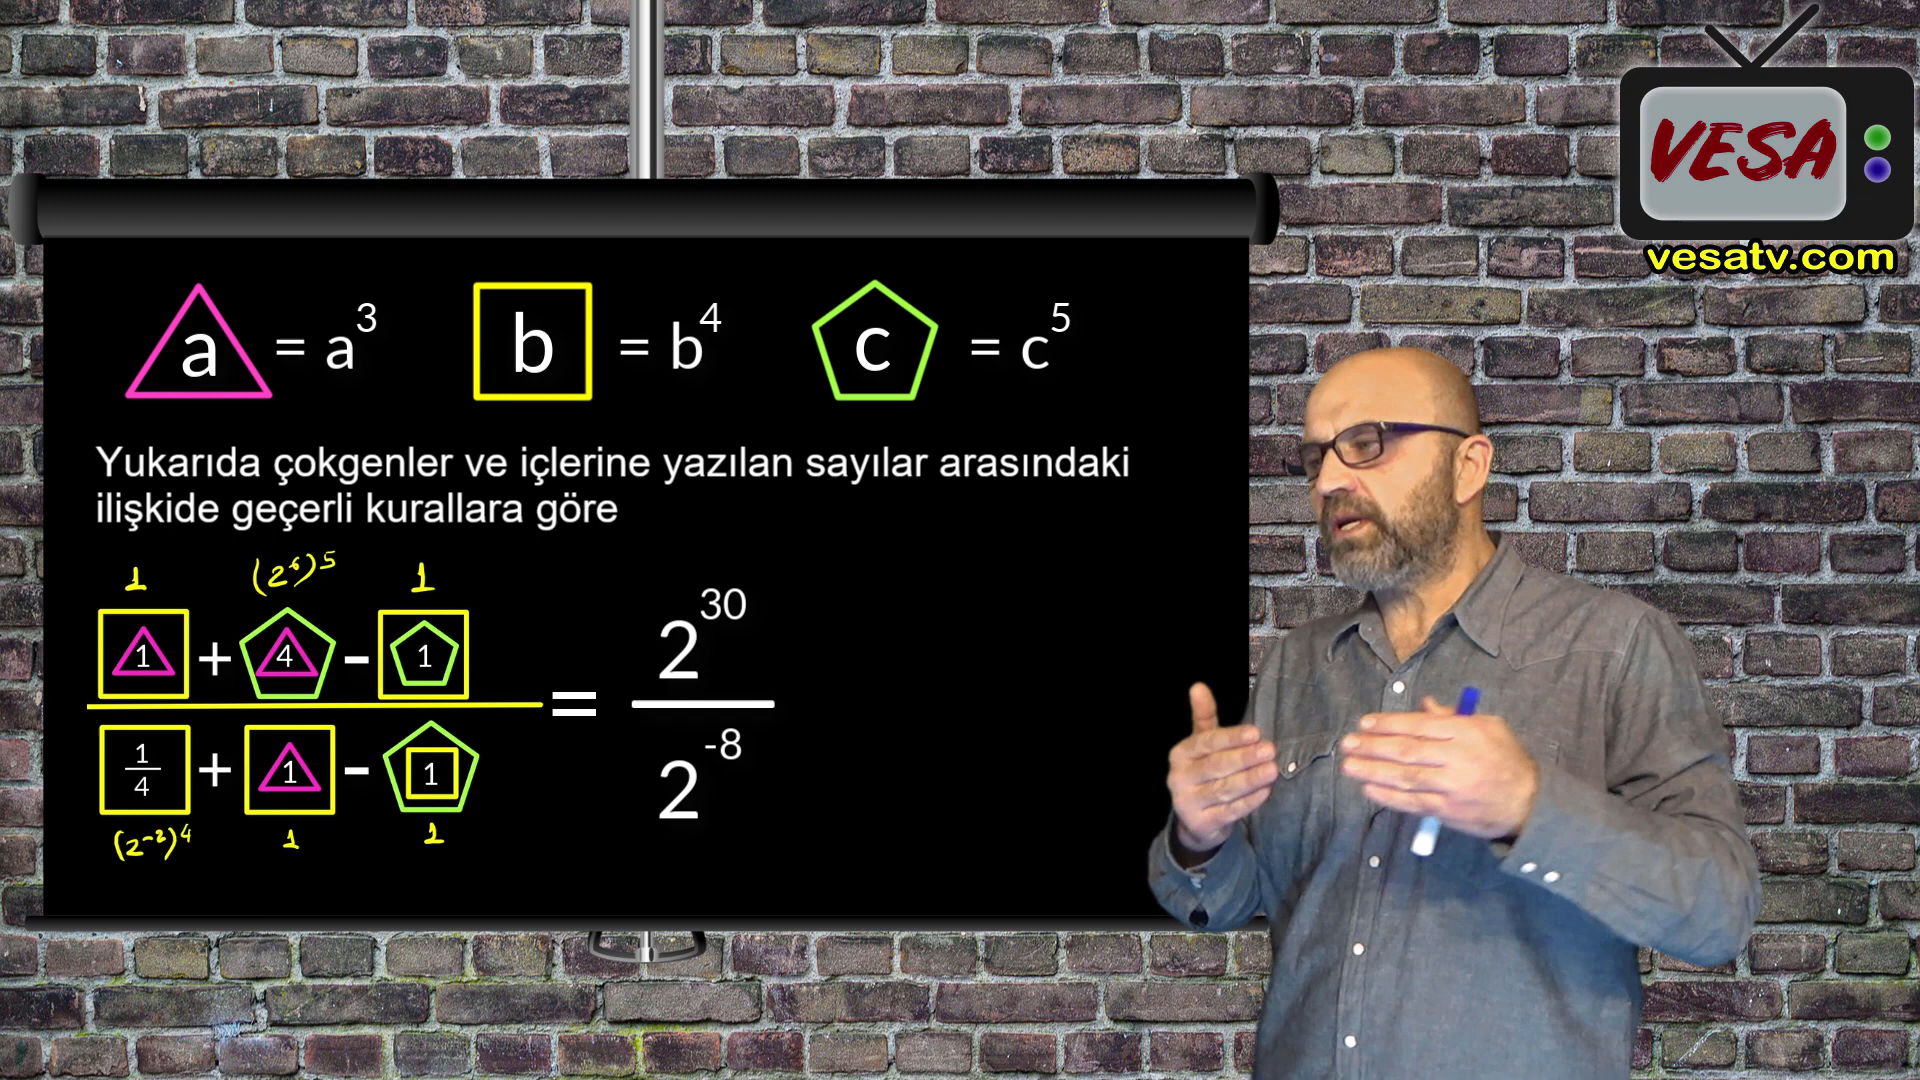 VESA
vesatv.com
a = a³ b = b⁴ c = c⁵
Yukarıda çokgenler ve içlerine yazılan sayılar arasındaki
ilişkide geçerli kurallara göre
1 (2⁶)⁵ 1
1 + 4 - 1
= 2³⁰
2⁻⁸
1/4 + 1 - 1
(2⁻²)⁴ 1 1